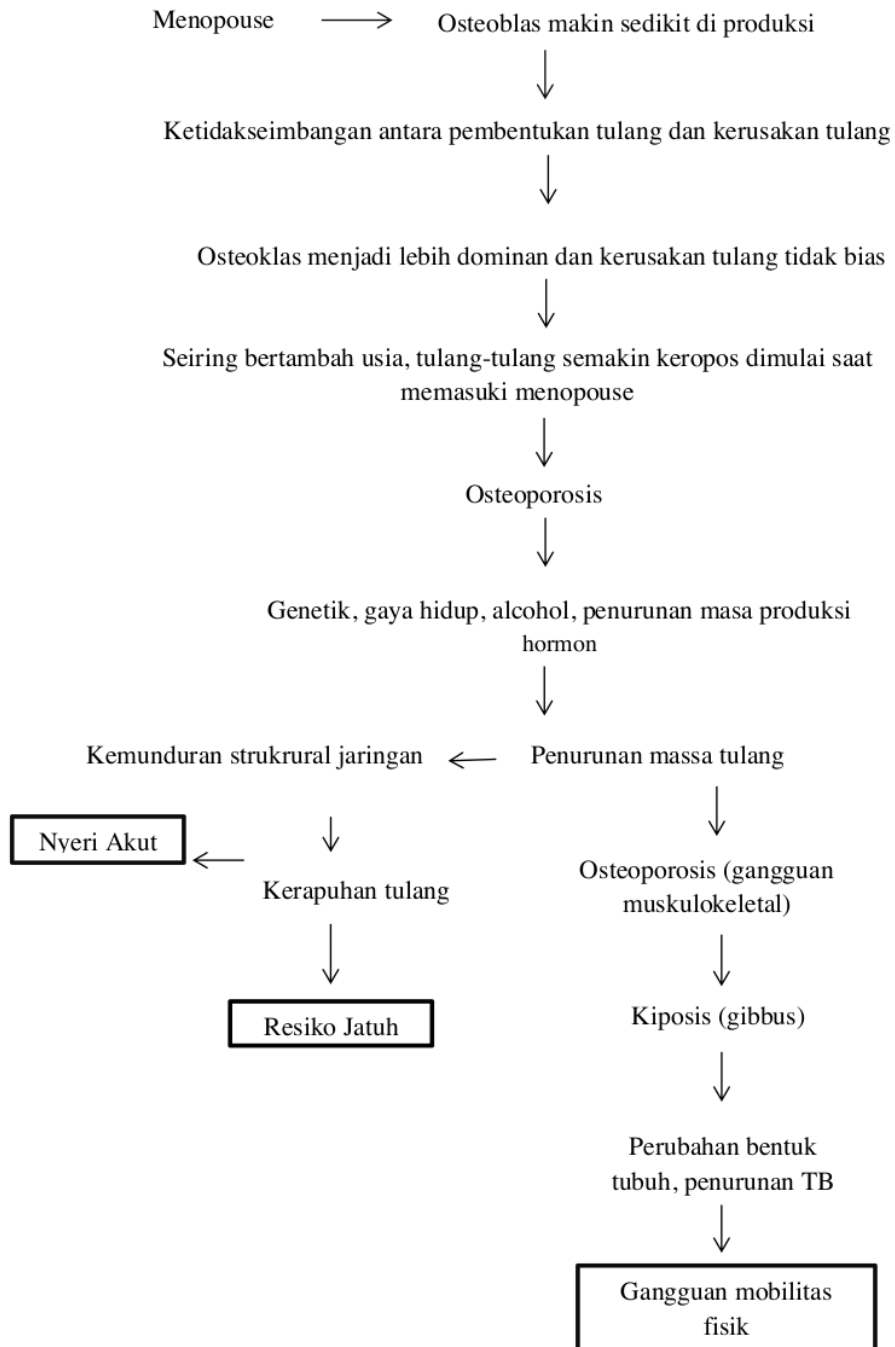 Menopouse
Osteoblas makin sedikit di produksi
Ketidakseimbangan antara pembentukan tulang dan kerusakan tulang
Osteoklas menjadi lebih dominan dan kerusakan tulang tidak bias
Seiring bertambah usia, tulang-tulang semakin keropos dimulai saat
memasuki menopouse
Osteoporosis
Genetik, gaya hidup, alcohol, penurunan masa produksi
hormon
Kemunduran strukrural jaringan
Penurunan massa tulang
Nyeri Akut
Kerapuhan tulang
Osteoporosis (gangguan
muskulokeletal)
Resiko Jatuh
Kiposis (gibbus)
Perubahan bentuk
tubuh, penurunan TB
Gangguan mobilitas
fisik